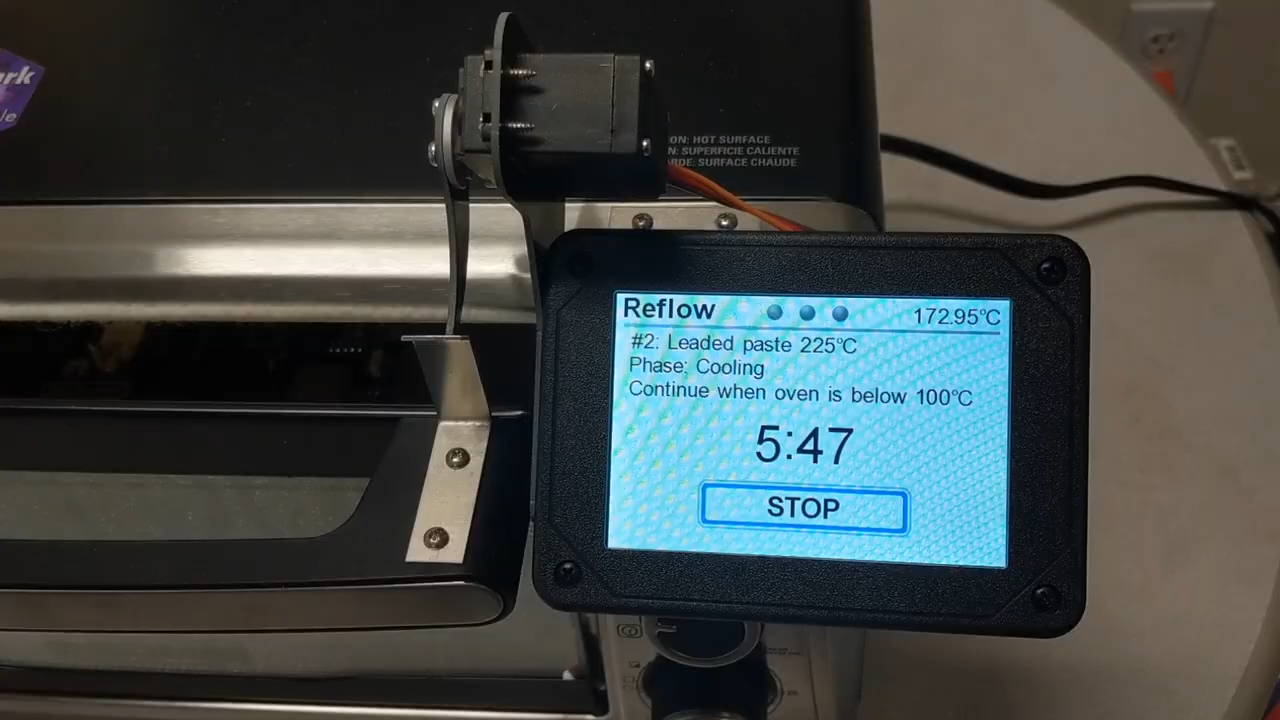 ON: HOT SURFACE
N: SUPERFICIE CALIENTE
RDE: SURFACE CHAUDE
Reflow
172.95°C
#2: Leaded paste 225°C
Phase: Cooling
Continue when oven is below 100°C
5:47
STOP